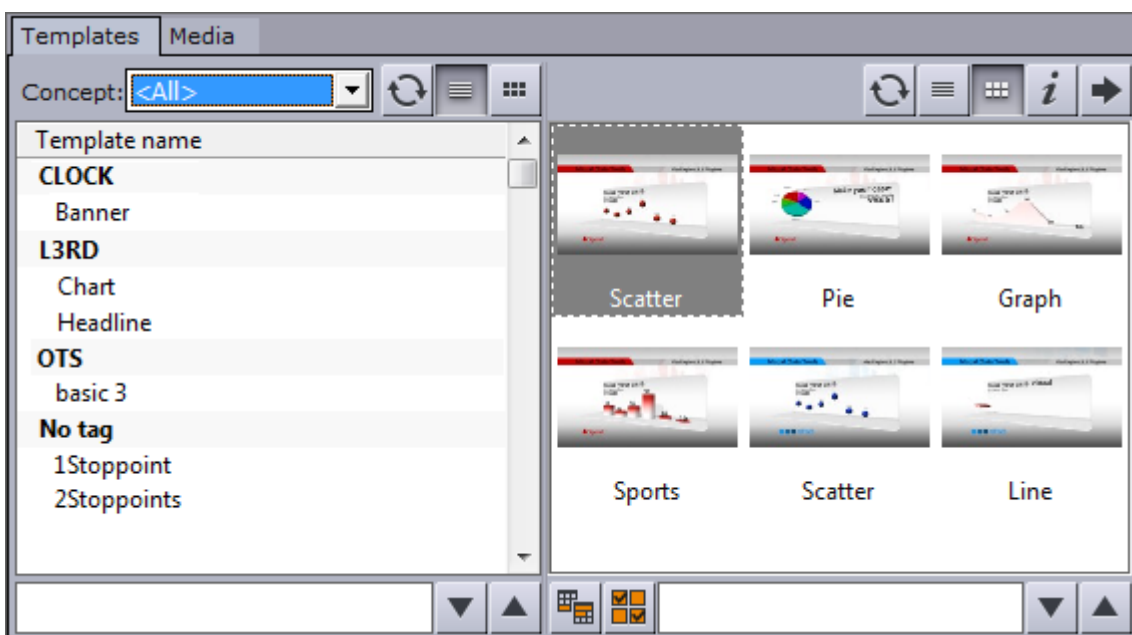 Templates
Media
Concept: <All>
Template name
CLOCK
Banner
L3RD
Chart
Headline
OTS
basic 3
No tag
1Stoppoint
2Stoppoints
i
Scatter
Pie
Graph
Sports
Scatter
Line